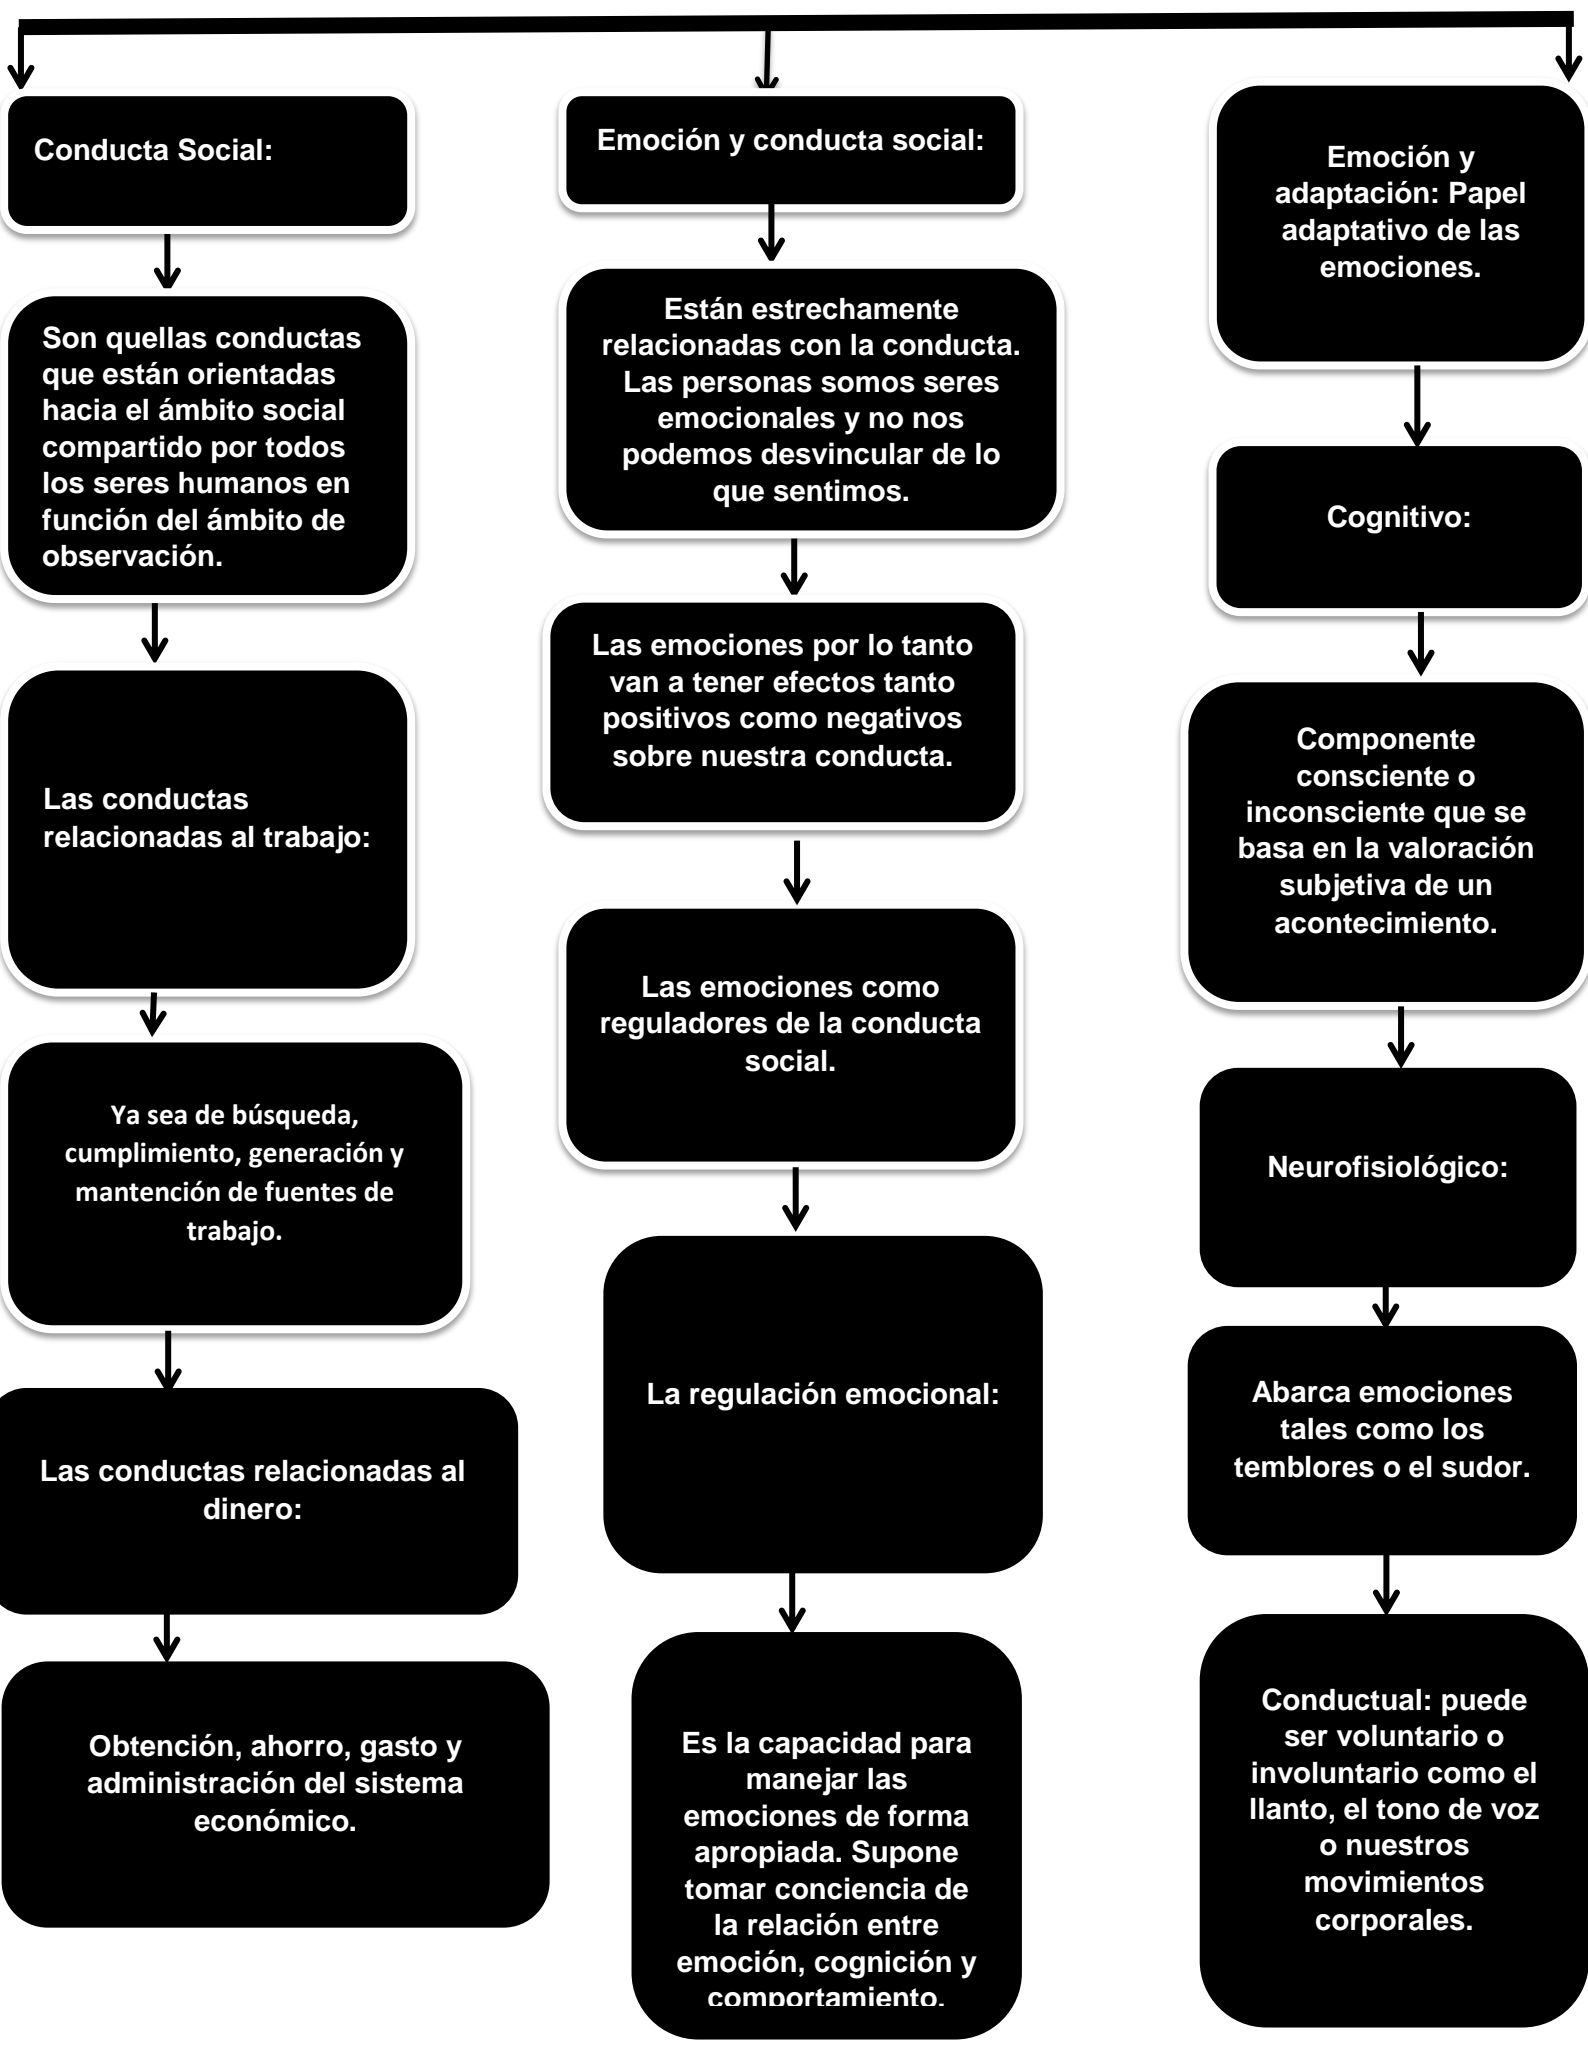 Conducta Social:
Son quellas conductas
que están orientadas
hacia el ámbito social
compartido por todos
los seres humanos en
función del ámbito de
observación.
Las conductas
relacionadas al trabajo:
Ya sea de búsqueda,
cumplimiento, generación y
mantención de fuentes de
trabajo.
Las conductas relacionadas al
dinero:
Obtención, ahorro, gasto y
administración del sistema
económico.
Emoción y conducta social:
Están estrechamente
relacionadas con la conducta.
Las personas somos seres
emocionales y no nos
podemos desvincular de lo
que sentimos.
Las emociones por lo tanto
van a tener efectos tanto
positivos como negativos
sobre nuestra conducta.
Las emociones como
reguladores de la conducta
social.
La regulación emocional:
Es la capacidad para
manejar las
emociones de forma
apropiada. Supone
tomar conciencia de
la relación entre
emoción, cognición y
comportamiento.
Emoción y
adaptación: Papel
adaptativo de las
emociones.
Cognitivo:
Componente
consciente o
inconsciente que se
basa en la valoración
subjetiva de un
acontecimiento.
Neurofisiológico:
Abarca emociones
tales como los
temblores o el sudor.
Conductual: puede
ser voluntario o
involuntario como el
llanto, el tono de voz
o nuestros
movimientos
corporales.